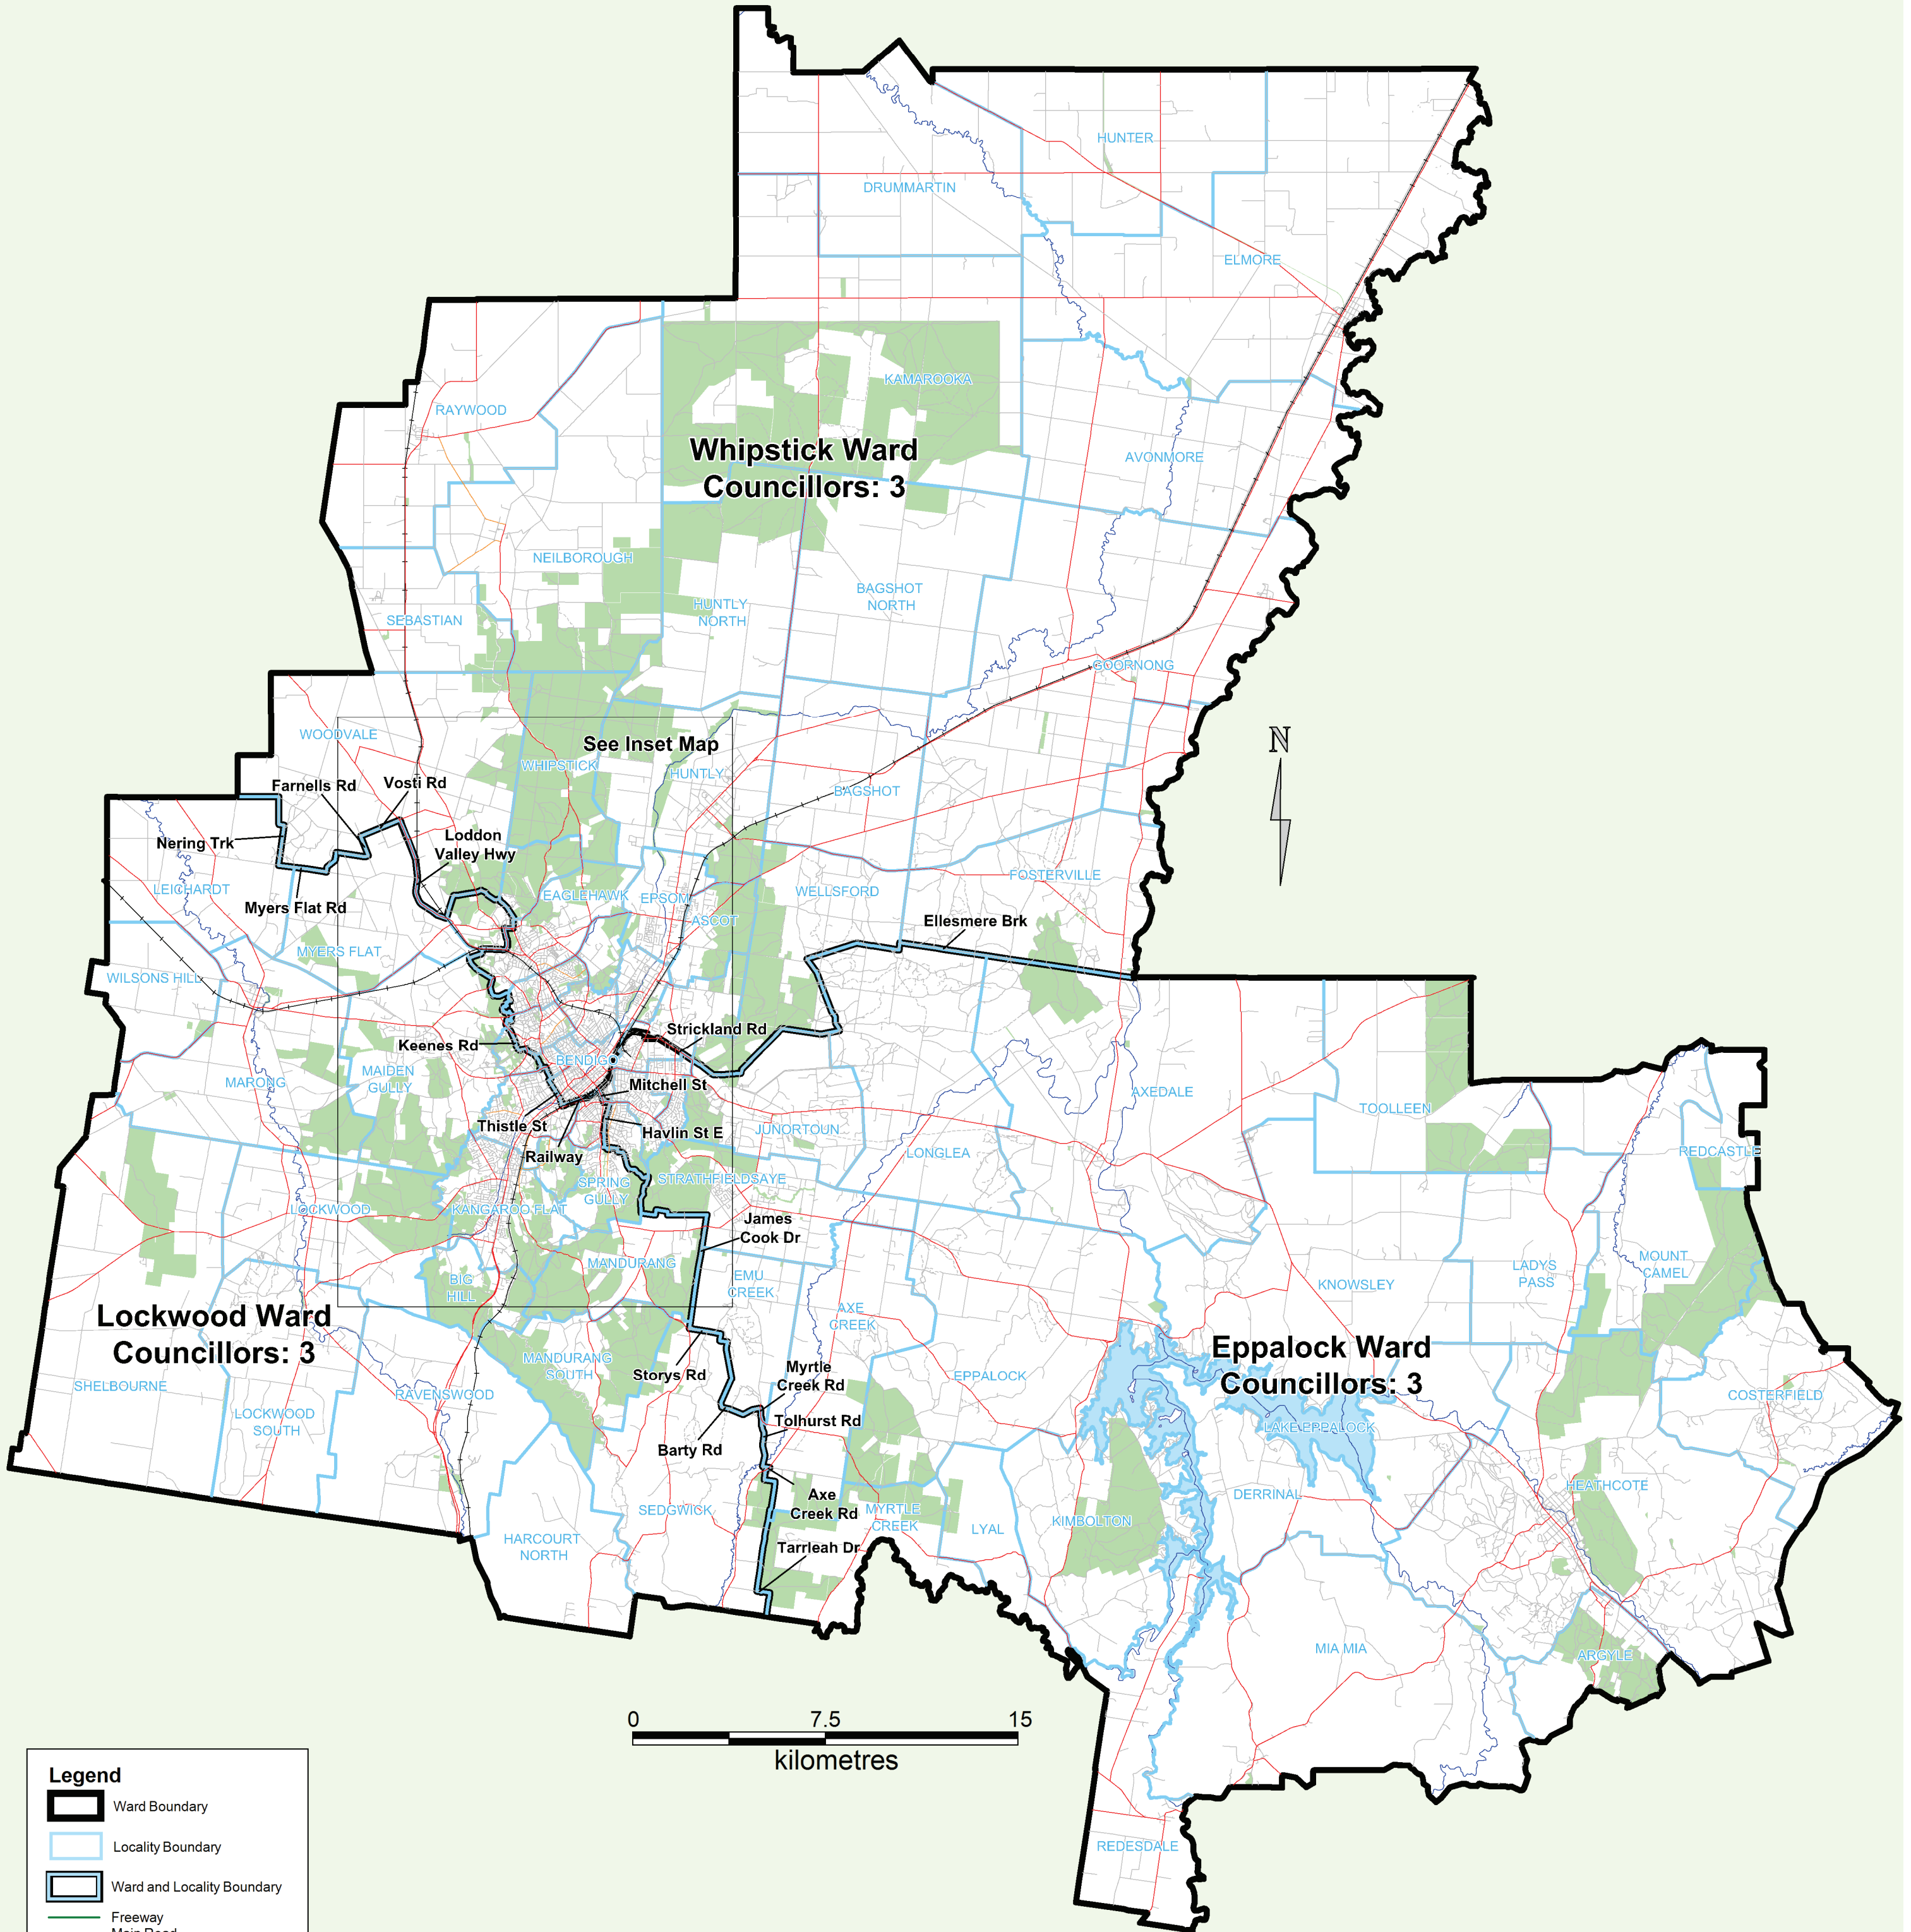 HUNTER
DRUMMARTIN
ELMORE
KAMAROOKA
RAYWOOD
Whipstick Ward
Councillors: 3
AVONMORE
NEILBOROUGH
BAGSHOT
NORTH
HUNTLY
NORTH
SEBASTIAN
GOORNONG
N
WOODVALE
See Inset Map
WHIPSTICK
HUNTLY
Farnells Rd
Vosti Rd
BAGSHOT
Nering Trk
Loddon
Valley Hwy
LEICHARDT
Myers Flat Rd
EAGLEHAWK
EPSOM
ASCOT
WELLSFORD
FOSTERVILLE
Ellesmere Brk
MYERS FLAT
WILSONS HILL
Strickland Rd
Keenes Rd
BENDIGO
MARONG
MAIDEN
GULLY
Mitchell St
AXEDALE
TOOLLEEN
Thistle St
Havlin St E
JUNORTOUN
Railway
LONGLEA
REDCASTLE
SPRING
GULLY
STRATHFIELDSAYE
LOCKWOOD
KANGAROO FLAT
James
Cook Dr
MANDURANG
BIG
HILL
EMU
CREEK
KNOWSLEY
LADYS
PASS
MOUNT
CAMEL
Lockwood Ward
Councillors: 3
AXE
CREEK
Eppalock Ward
Councillors: 3
MANDURANG
SOUTH
Storys Rd
Myrtle
Creek Rd
EPPALOCK
SHELBOURNE
RAVENSWOOD
COSTERFIELD
LOCKWOOD
SOUTH
Tolhurst Rd
LAKE EPPALOCK
Barty Rd
Axe
Creek Rd
SEDGWICK
MYRTLE
CREEK
LYAL
KIMBOLTON
DERRINAL
HEATHCOTE
HARCOURT
NORTH
Tarrleah Dr
MIA MIA
ARGYLE
0 7.5 15
kilometres
Legend
Ward Boundary
Locality Boundary
Ward and Locality Boundary
Freeway
Main Road
REDESDALE